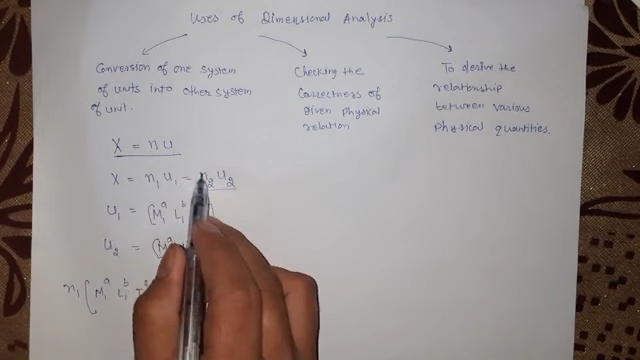 Uses of Dimensional Analysis
Conversion of one system
of units into other system
of unit.
Checking the
correctness of
given physical
relation
To derive the
relationship
between various
physical quantities.
X = nu
X = n₁ u₁ = n₂ u₂
u₁ = [M₁ᵃ L₁ᵇ
u₂ = [M
n₁ [M₁ᵃ L₁ᵇ